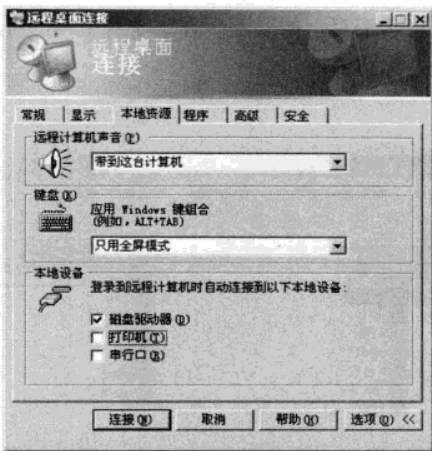 远程桌面连接
远程桌面
连接
常规 显示 本地资源 程序 高级 安全
远程计算机声音(P)
带到这台计算机
键盘(K)
应用 Windows 键组合
(例如，ALT+TAB)
只用全屏模式
本地设备
登录到远程计算机时自动连接到以下本地设备:
磁盘驱动器(D)
打印机(T)
串行口(R)
连接(N) 取消 帮助(H) 选项(O) <<